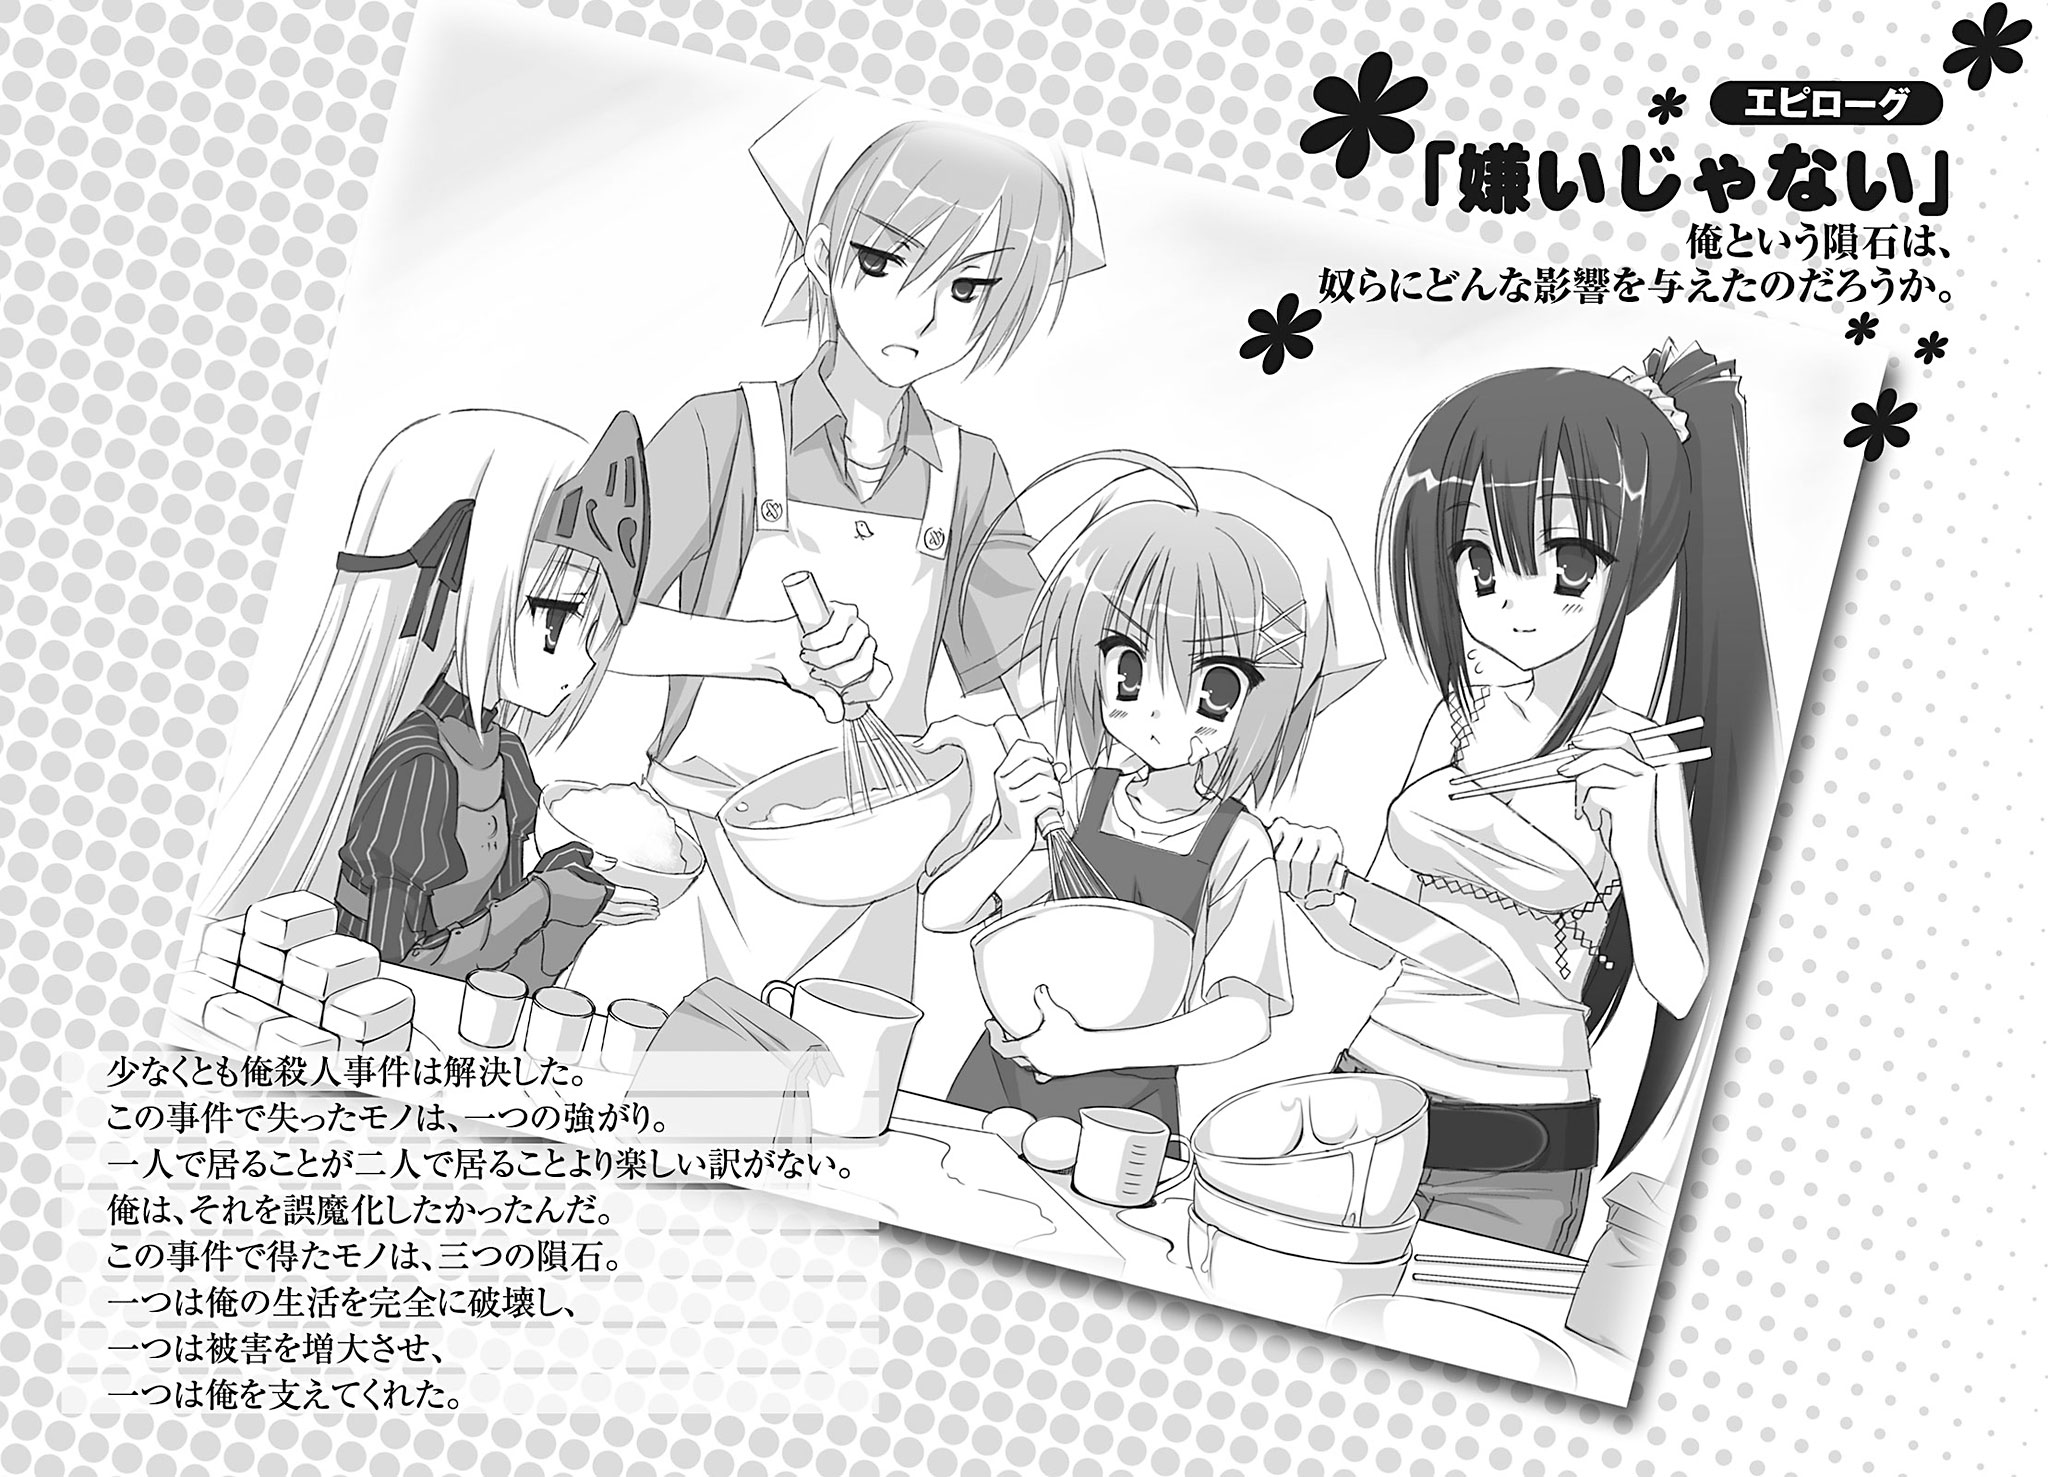 エピローグ
「嫌いじゃない」
俺という隕石は、
奴らにどんな影響を与えたのだろうか。
少なくとも俺殺人事件は解決した。
この事件で失ったモノは、一つの強がり。
一人で居ることが二人で居ることより楽しい訳がない。
俺は、それを誤魔化したかったんだ。
この事件で得たモノは、三つの隕石。
一つは俺の生活を完全に破壊し、
一つは被害を増大させ、
一つは俺を支えてくれた。